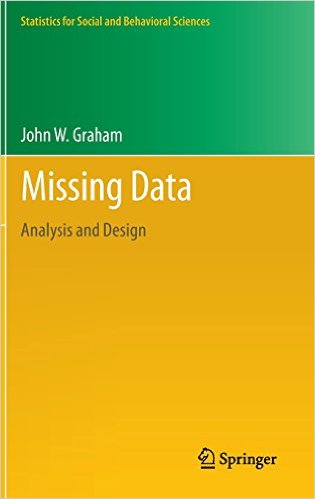 Statistics for Social and Behavioral Sciences
John W. Graham
Missing Data
Analysis and Design
Springer